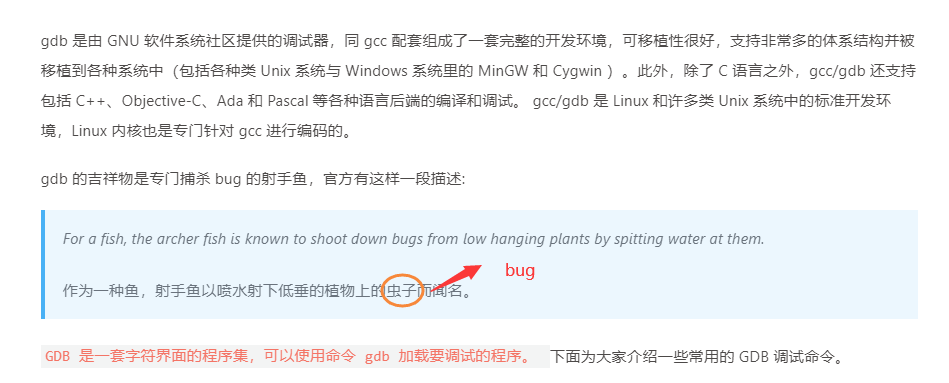 gdb 是由 GNU 软件系统社区提供的调试器，同 gcc 配套组成了一套完整的开发环境，可移植性很好，支持非常多的体系结构并被
移植到各种系统中（包括各种类 Unix 系统与 Windows 系统里的 MinGW 和 Cygwin ）。此外，除了 C 语言之外，gcc/gdb 还支持
包括 C++、Objective-C、Ada 和 Pascal 等各种语言后端的编译和调试。 gcc/gdb 是 Linux 和许多类 Unix 系统中的标准开发环
境，Linux 内核也是专门针对 gcc 进行编码的。
gdb 的吉祥物是专门捕杀 bug 的射手鱼，官方有这样一段描述:
For a fish, the archer fish is known to shoot down bugs from low hanging plants by spitting water at them.
bug
作为一种鱼，射手鱼以喷水射下低垂的植物上的虫子而闻名。
GDB 是一套字符界面的程序集，可以使用命令 gdb 加载要调试的程序。 下面为大家介绍一些常用的 GDB 调试命令。